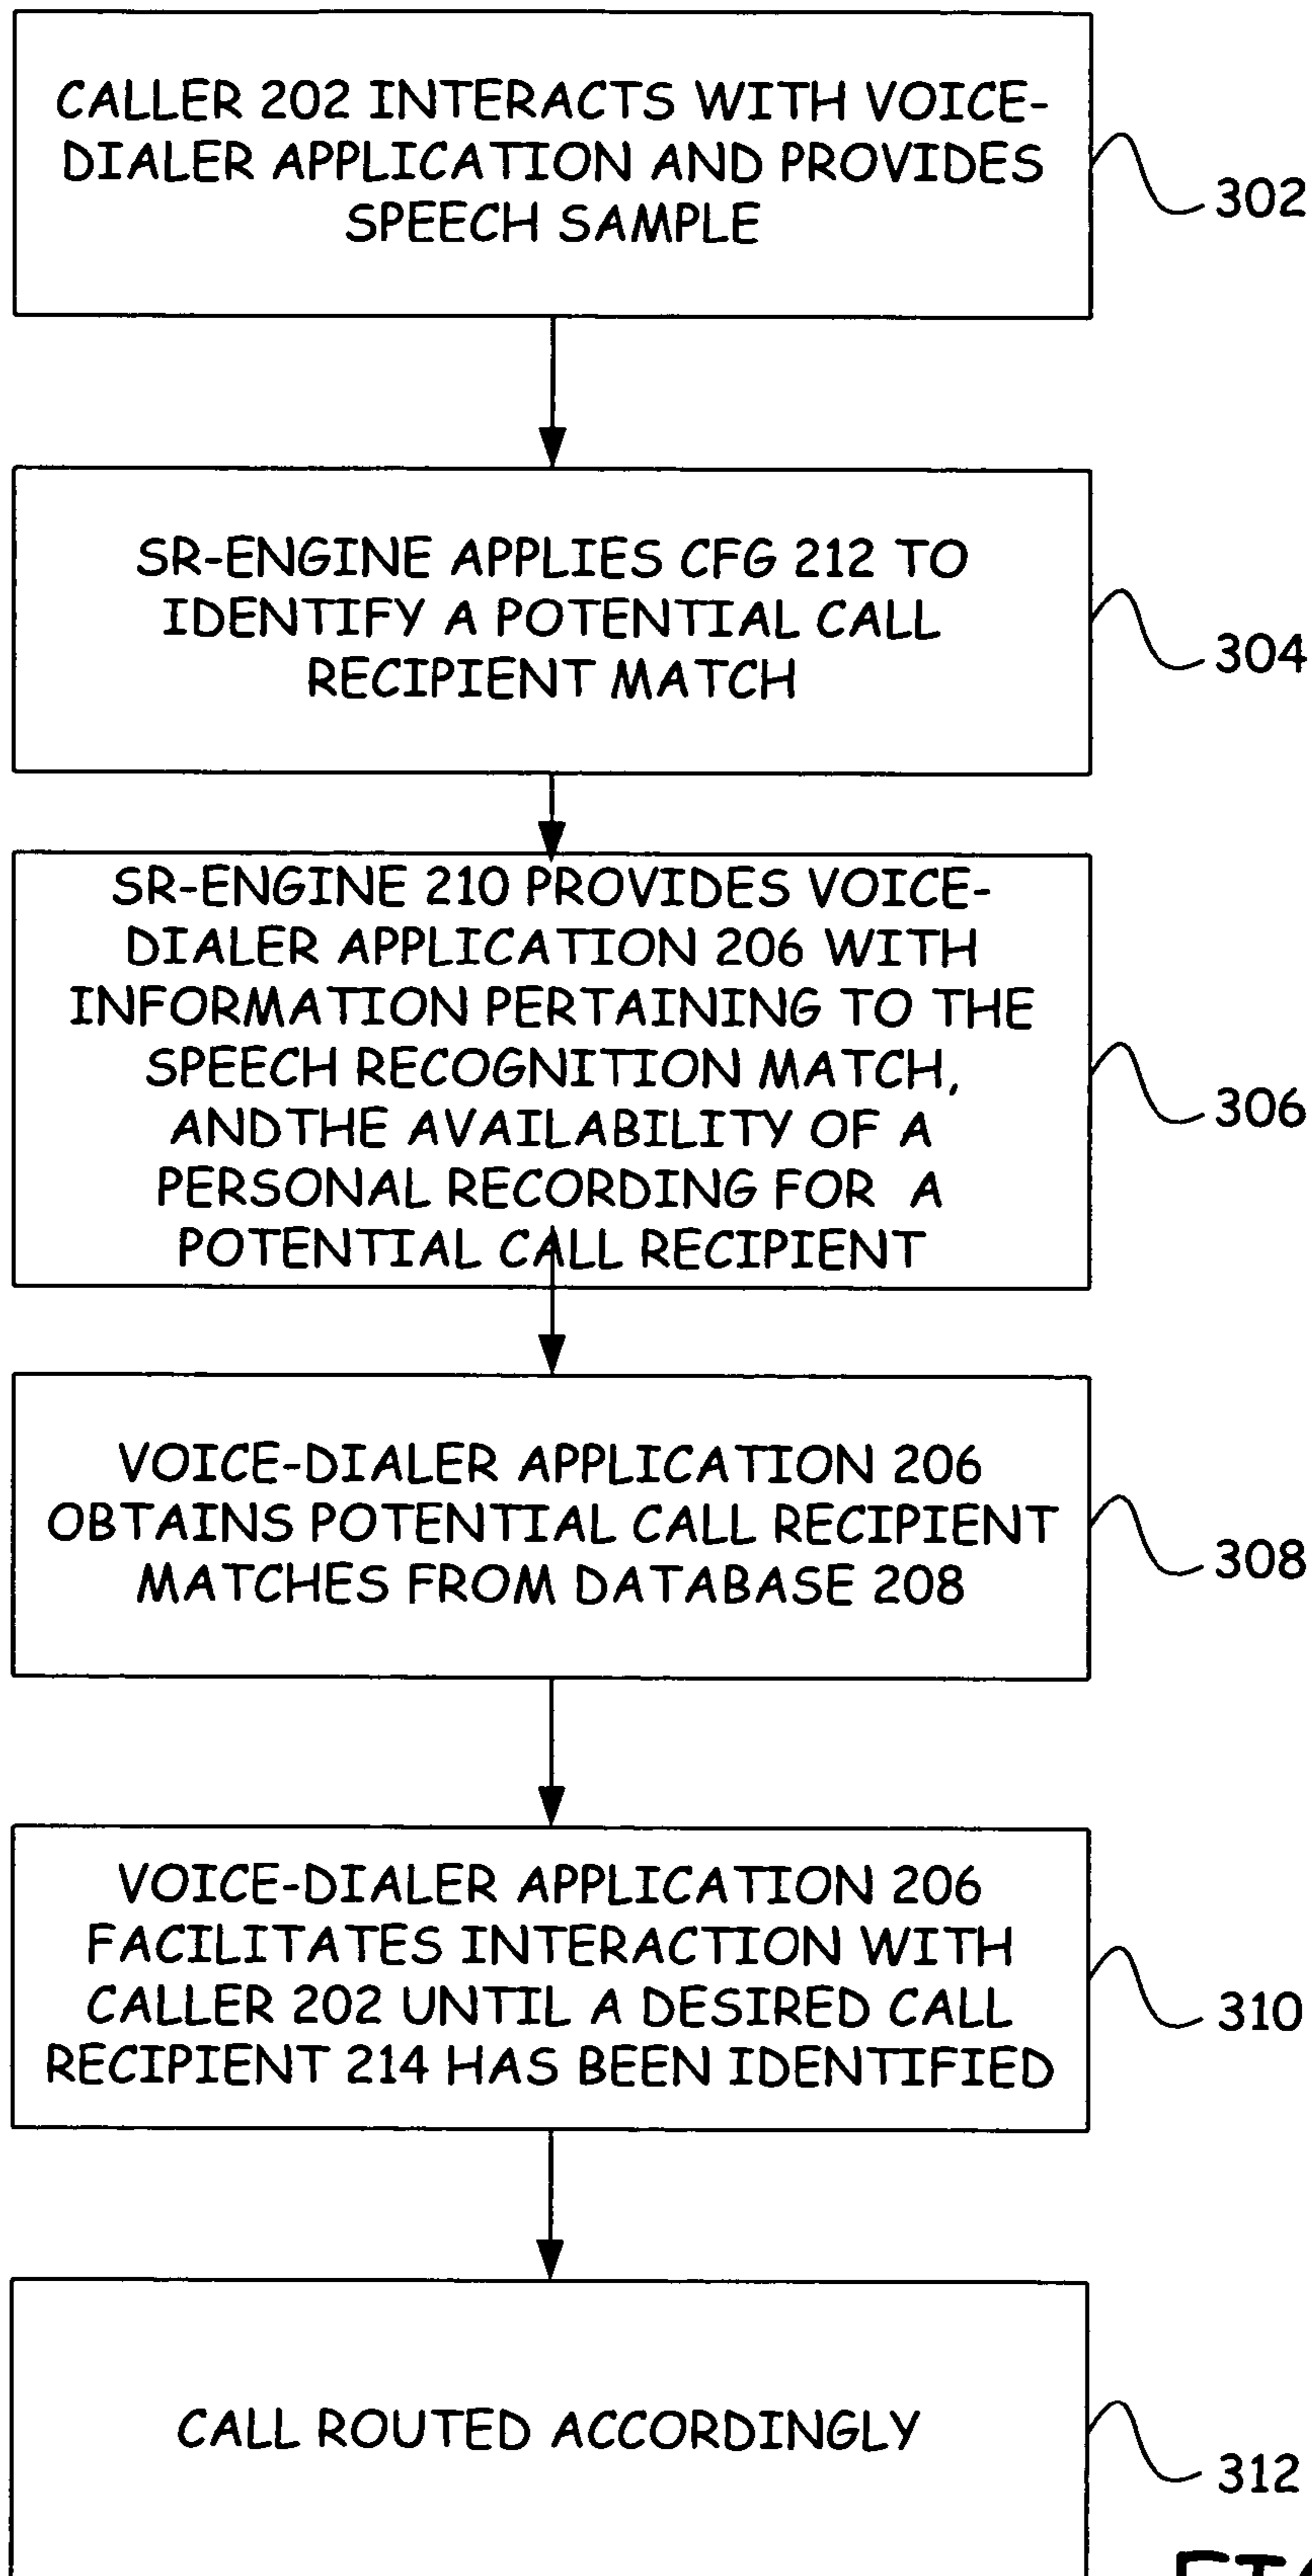 CALLER 202 INTERACTS WITH VOICE-
DIALER APPLICATION AND PROVIDES
SPEECH SAMPLE
302
SR-ENGINE APPLIES CFG 212 TO
IDENTIFY A POTENTIAL CALL
RECIPIENT MATCH
304
SR-ENGINE 210 PROVIDES VOICE-
DIALER APPLICATION 206 WITH
INFORMATION PERTAINING TO THE
SPEECH RECOGNITION MATCH,
ANDTHE AVAILABILITY OF A
PERSONAL RECORDING FOR A
POTENTIAL CALL RECIPIENT
306
VOICE-DIALER APPLICATION 206
OBTAINS POTENTIAL CALL RECIPIENT
MATCHES FROM DATABASE 208
308
VOICE-DIALER APPLICATION 206
FACILITATES INTERACTION WITH
CALLER 202 UNTIL A DESIRED CALL
RECIPIENT 214 HAS BEEN IDENTIFIED
310
CALL ROUTED ACCORDINGLY
312